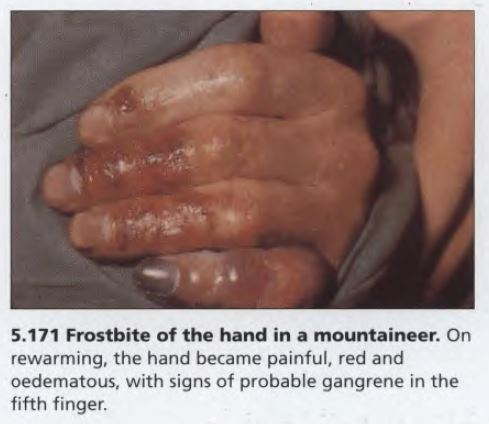 5.171 Frostbite of the hand in a mountaineer. On
rewarming, the hand became painful, red and
oedematous, with signs of probable gangrene in the
fifth finger.